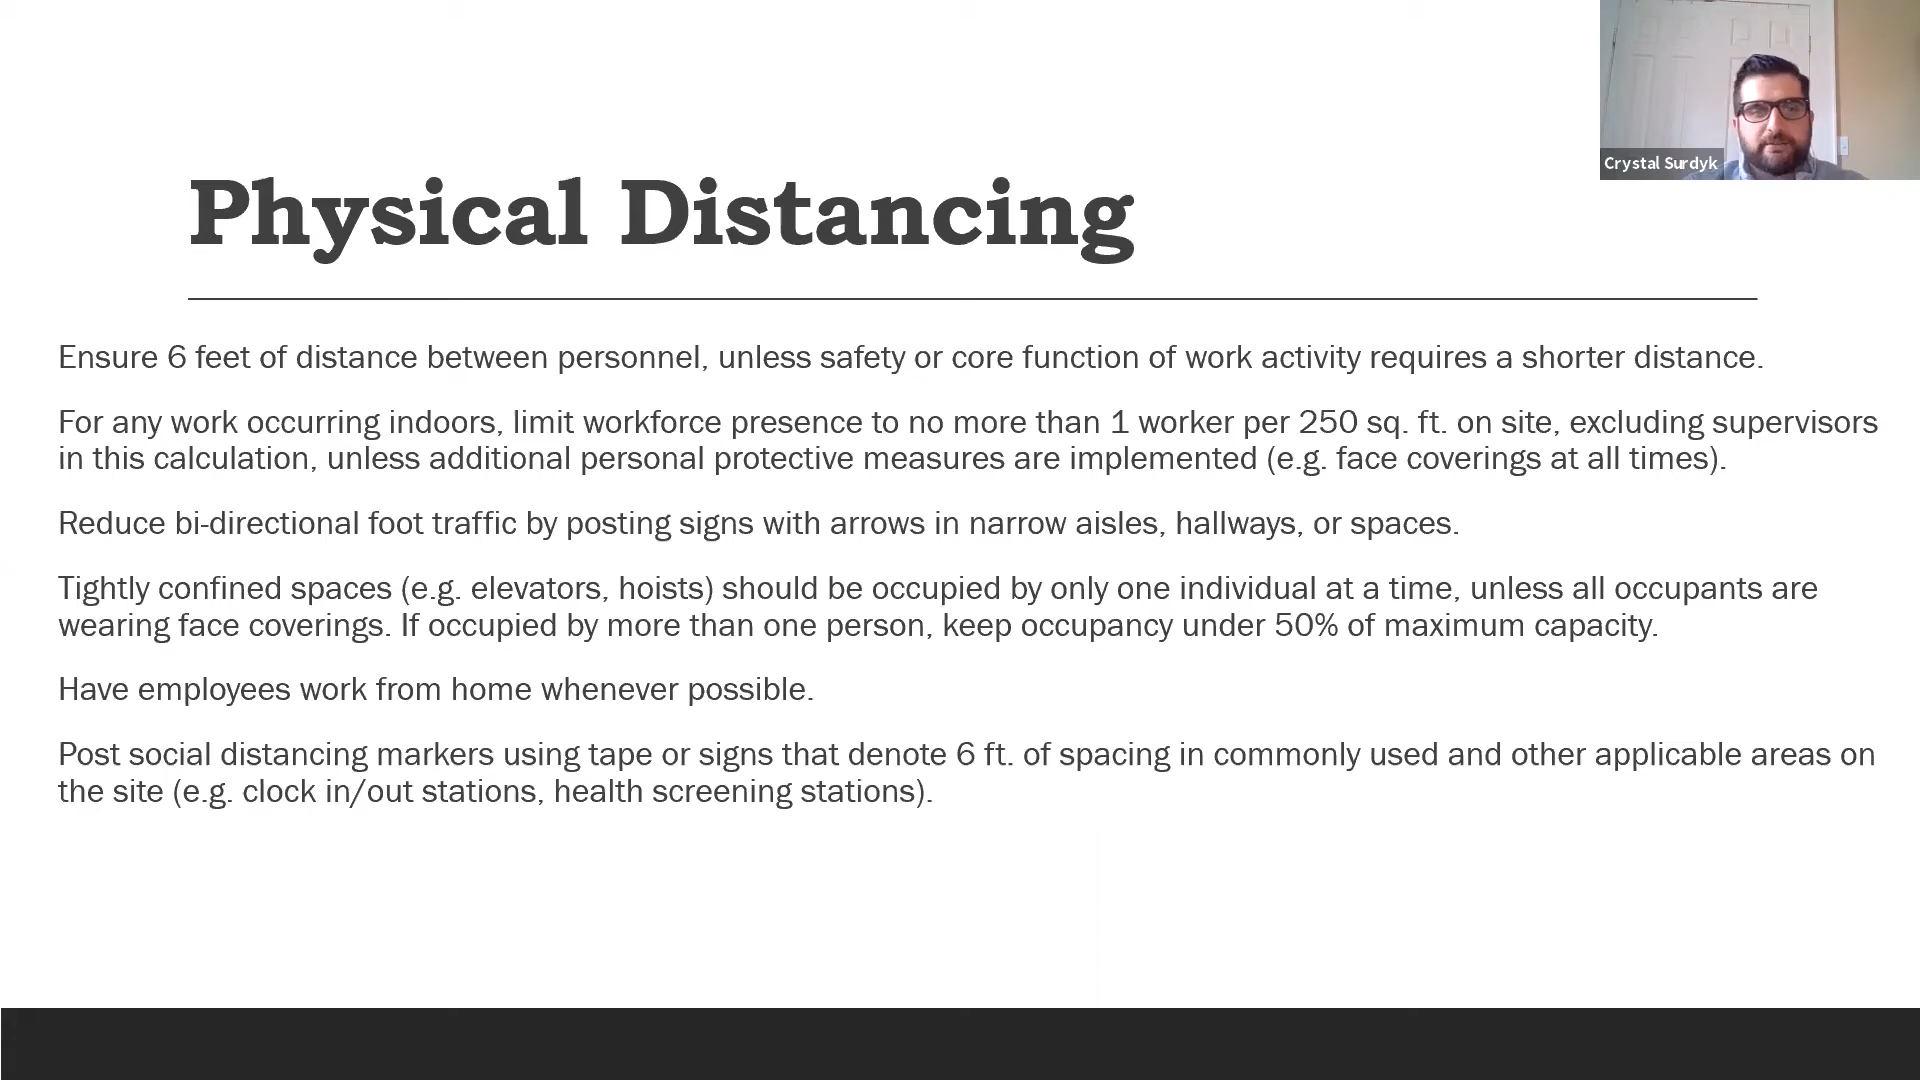 Crystal Surdyk
Physical Distancing
Ensure 6 feet of distance between personnel, unless safety or core function of work activity requires a shorter distance.
For any work occurring indoors, limit workforce presence to no more than 1 worker per 250 sq. ft. on site, excluding supervisors
in this calculation, unless additional personal protective measures are implemented (e.g. face coverings at all times).
Reduce bi-directional foot traffic by posting signs with arrows in narrow aisles, hallways, or spaces.
Tightly confined spaces (e.g. elevators, hoists) should be occupied by only one individual at a time, unless all occupants are
wearing face coverings. If occupied by more than one person, keep occupancy under 50% of maximum capacity.
Have employees work from home whenever possible.
Post social distancing markers using tape or signs that denote 6 ft. of spacing in commonly used and other applicable areas on
the site (e.g. clock in/out stations, health screening stations).